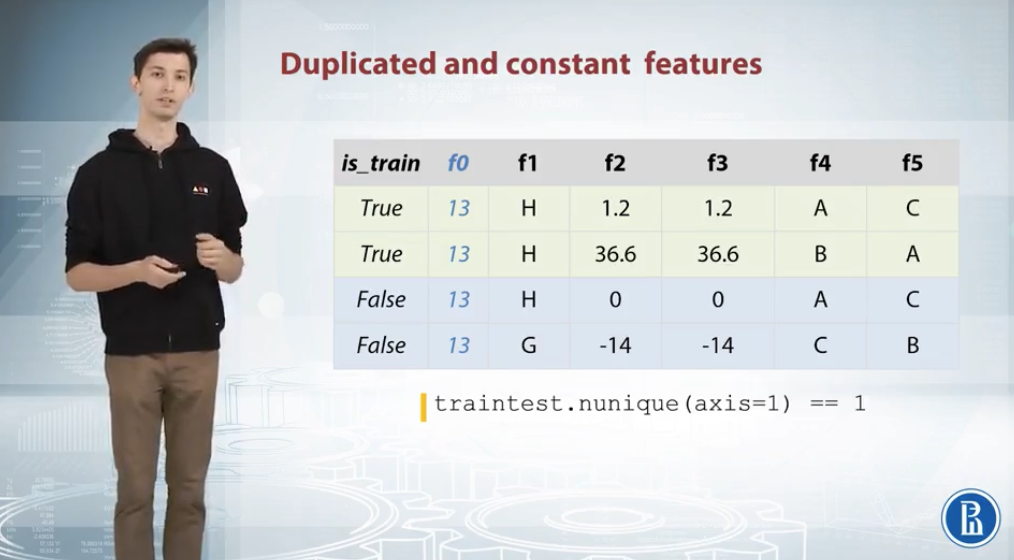 Duplicated and constant features
is_train f0 f1 f2 f3 f4 f5
True 13 H 1.2 1.2 A C
True 13 H 36.6 36.6 B A
False 13 H 0 0 A C
False 13 G -14 -14 C B
traintest.nunique(axis=1) == 1